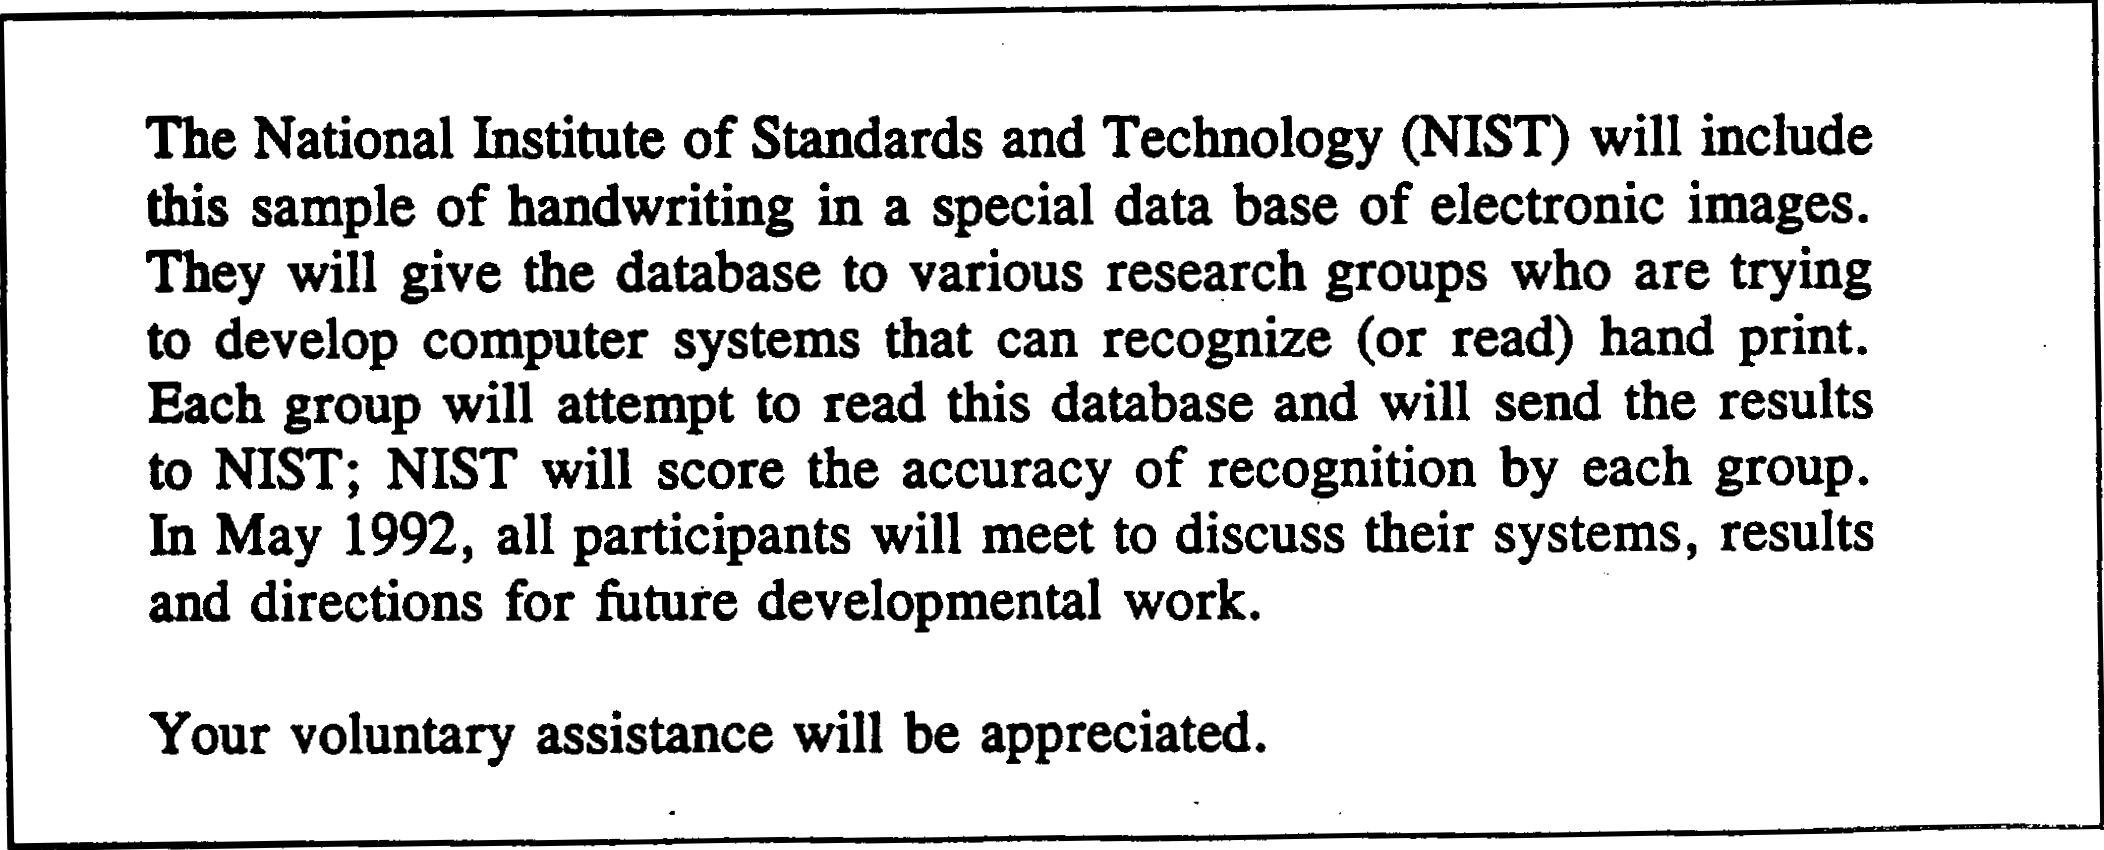 The National Institute of Standards and Technology (NIST) will include
this sample of handwriting in a special data base of electronic images.
They will give the database to various research groups who are trying
to develop computer systems that can recognize (or read) hand print.
Each group will attempt to read this database and will send the results
to NIST; NIST will score the accuracy of recognition by each group.
In May 1992, all participants will meet to discuss their systems, results
and directions for future developmental work.
Your voluntary assistance will be appreciated.